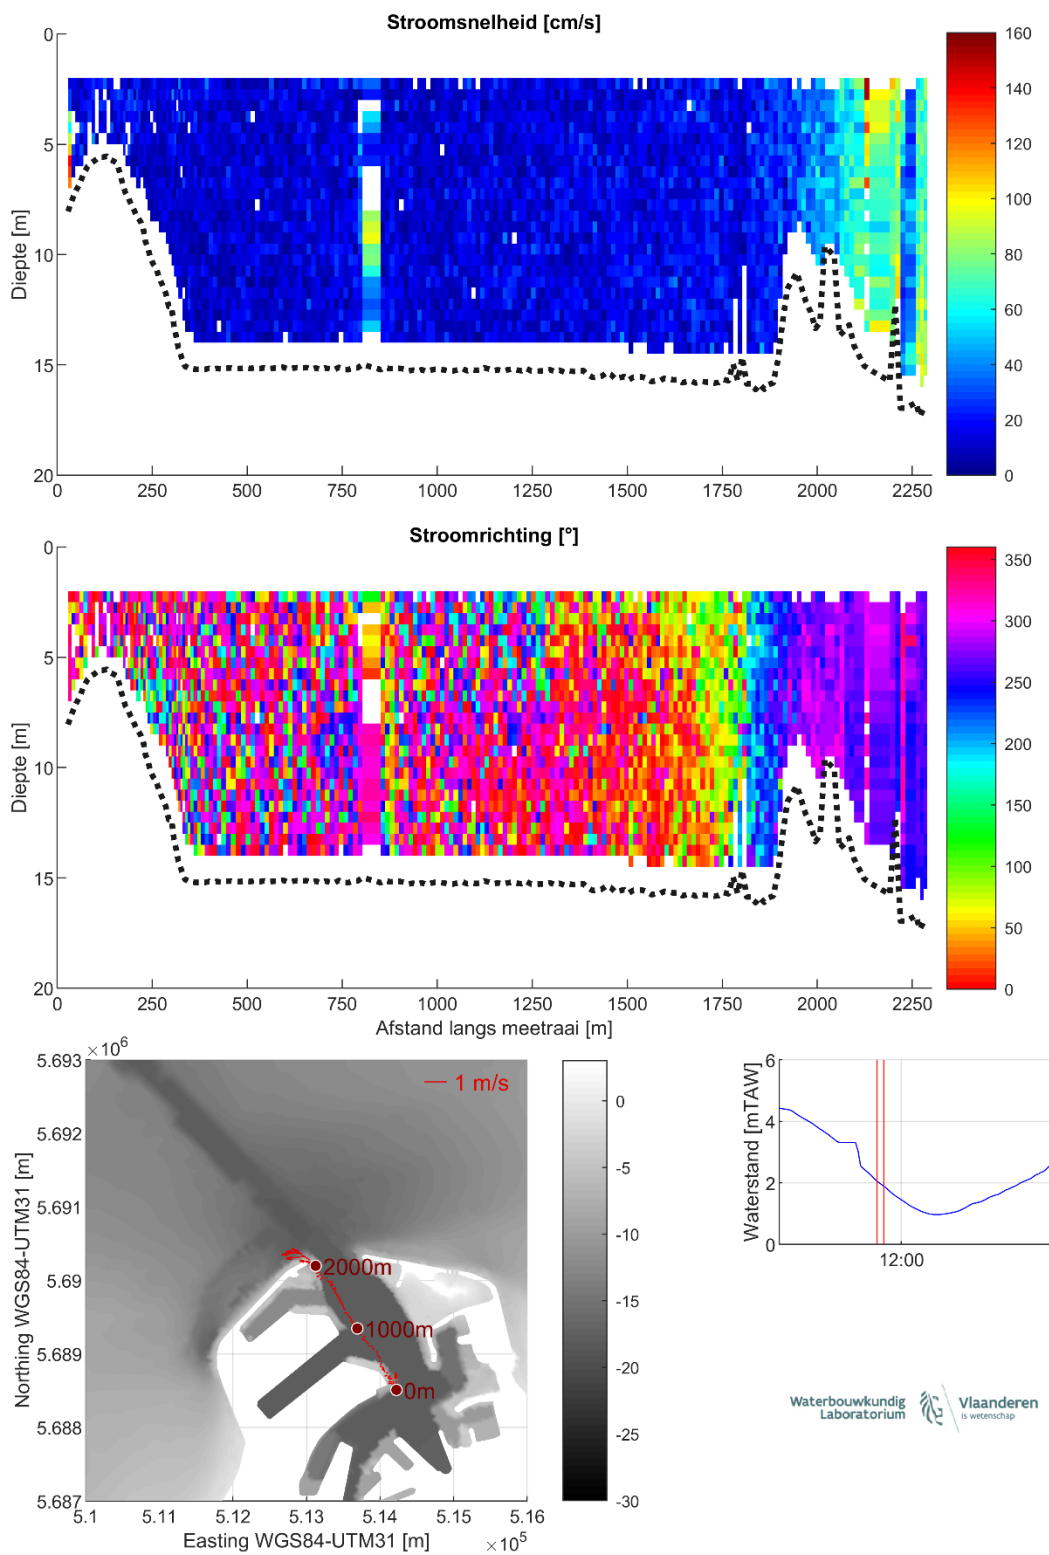 Stroomsnelheid [cm/s]
0
5
10
15
20
Diepte [m]
0 250 500 750 1000 1250 1500 1750 2000 2250
160
140
120
100
80
60
40
20
0
Stroomrichting [°]
0
5
10
15
20
Diepte [m]
0 250 500 750 1000 1250 1500 1750 2000 2250
Afstand langs meetraai [m]
350
300
250
200
150
100
50
0
×10⁶
5.693
5.692
5.691
5.69
5.689
5.688
5.687
Northing WGS84-UTM31 [m]
1 m/s
2000m
1000m
0m
5.1 5.11 5.12 5.13 5.14 5.15 5.16
Easting WGS84-UTM31 [m]
×10⁵
0
-5
-10
-15
-20
-25
-30
Waterstand [mTAW]
6
4
2
0
12:00
Waterbouwkundig
Laboratorium
Vlaanderen
is wetenschap